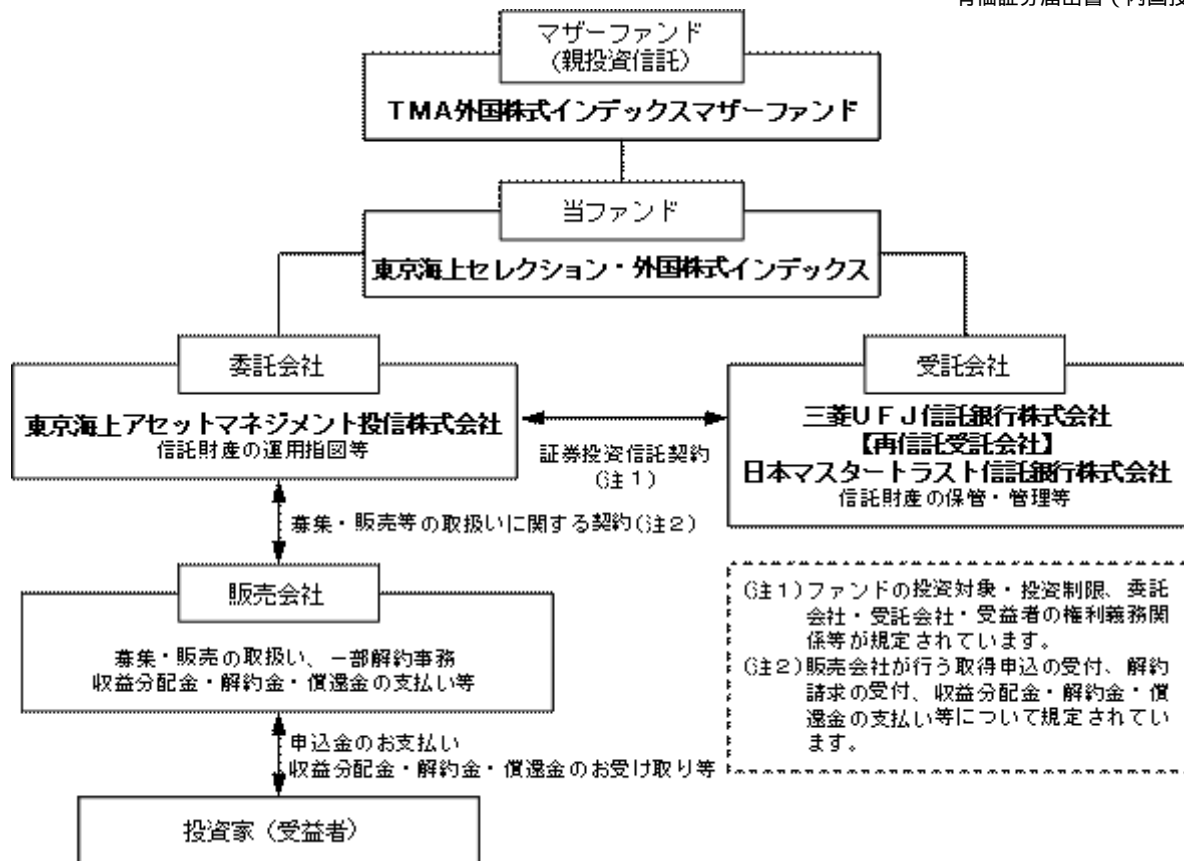 有価証券届出書（内国投
マザーファンド
（親投資信託）
ＴＭＡ外国株式インデックスマザーファンド
当ファンド
東京海上セレクション・外国株式インデックス
委託会社
東京海上アセットマネジメント投信株式会社
信託財産の運用指図等
受託会社
三菱ＵＦＪ信託銀行株式会社
【再信託受託会社】
日本マスタートラスト信託銀行株式会社
信託財産の保管・管理等
証券投資信託契約
（注１）
募集・販売等の取扱いに関する契約（注２）
販売会社
募集・販売の取扱い、一部解約事務
収益分配金・解約金・償還金の支払い等
（注１）ファンドの投資対象・投資制限、委託
会社・受託会社・受益者の権利義務関
係等が規定されています。
（注２）販売会社が行う取得申込の受付、解約
請求の受付、収益分配金・解約金・償
還金の支払い等について規定されてい
ます。
申込金のお支払い
収益分配金・解約金・償還金のお受け取り等
投資家（受益者）